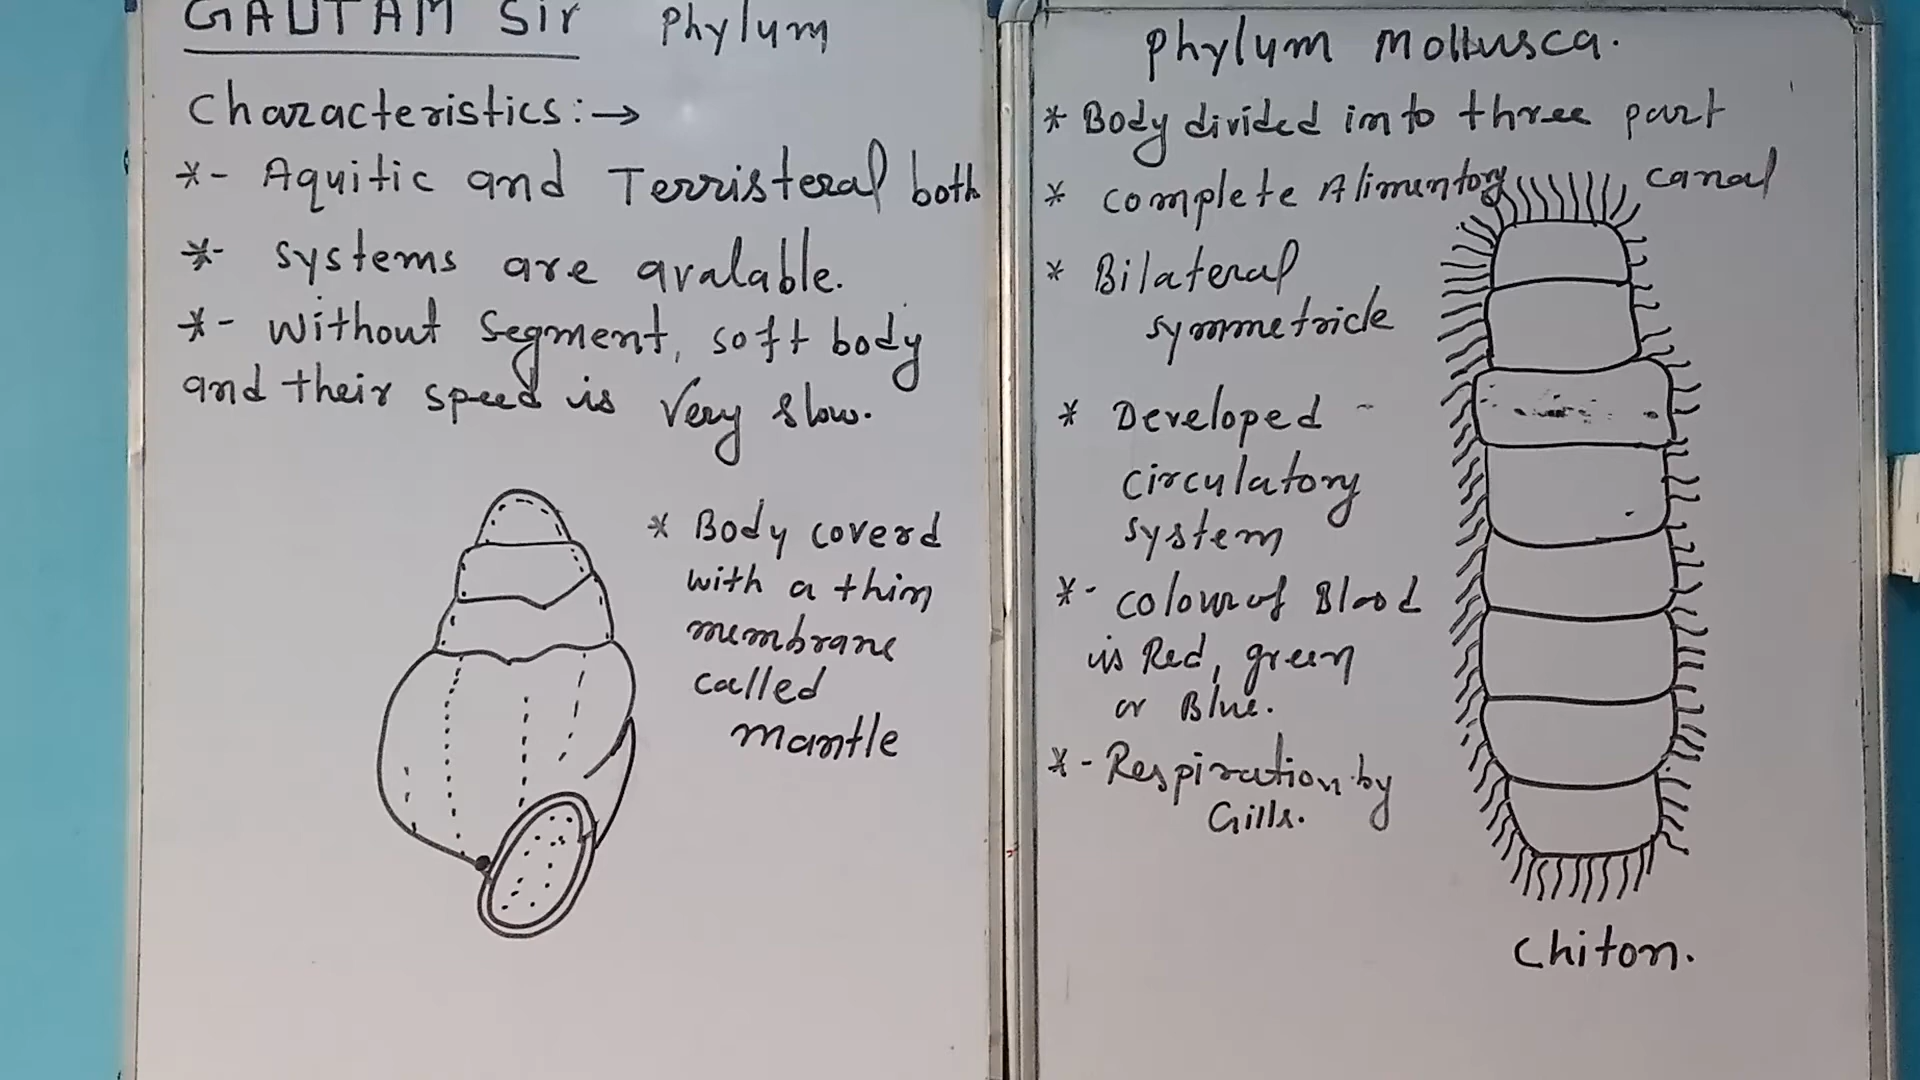 GAUTAM Sir Phylum
Characteristics:→
*- Aquitic and Terristeral both
*- systems are avalable.
*- without Segment, soft body
and their speed is Very slow.
* Body coverd
with a thin
membrane
called
mantle
Phylum Mollusca.
* Body divided into three part
* complete Alimentory canal
* Bilateral
symmetrick
* Developed -
circulatory
system
*- colour of Blood
is Red, green
or Blue.
*- Respiration by
Gills.
Chiton.